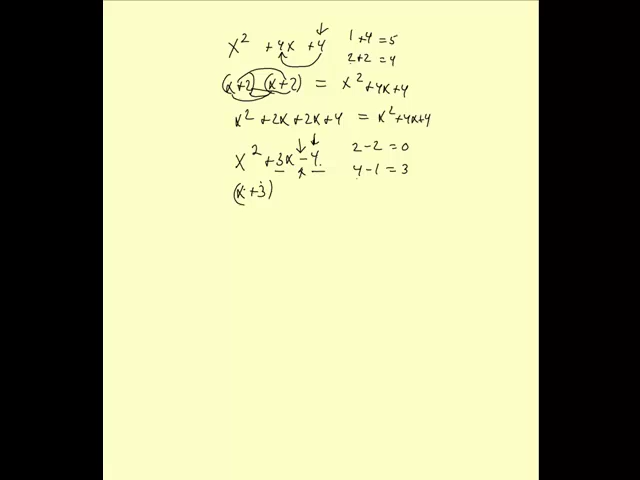 x² + 4x + 4
1 + 4 = 5
2 + 2 = 4
(x + 2)(x + 2) = x² + 4x + 4
x² + 2x + 2x + 4 = x² + 4x + 4
x² + 3x - 4
2 - 2 = 0
4 - 1 = 3
(x + 3)